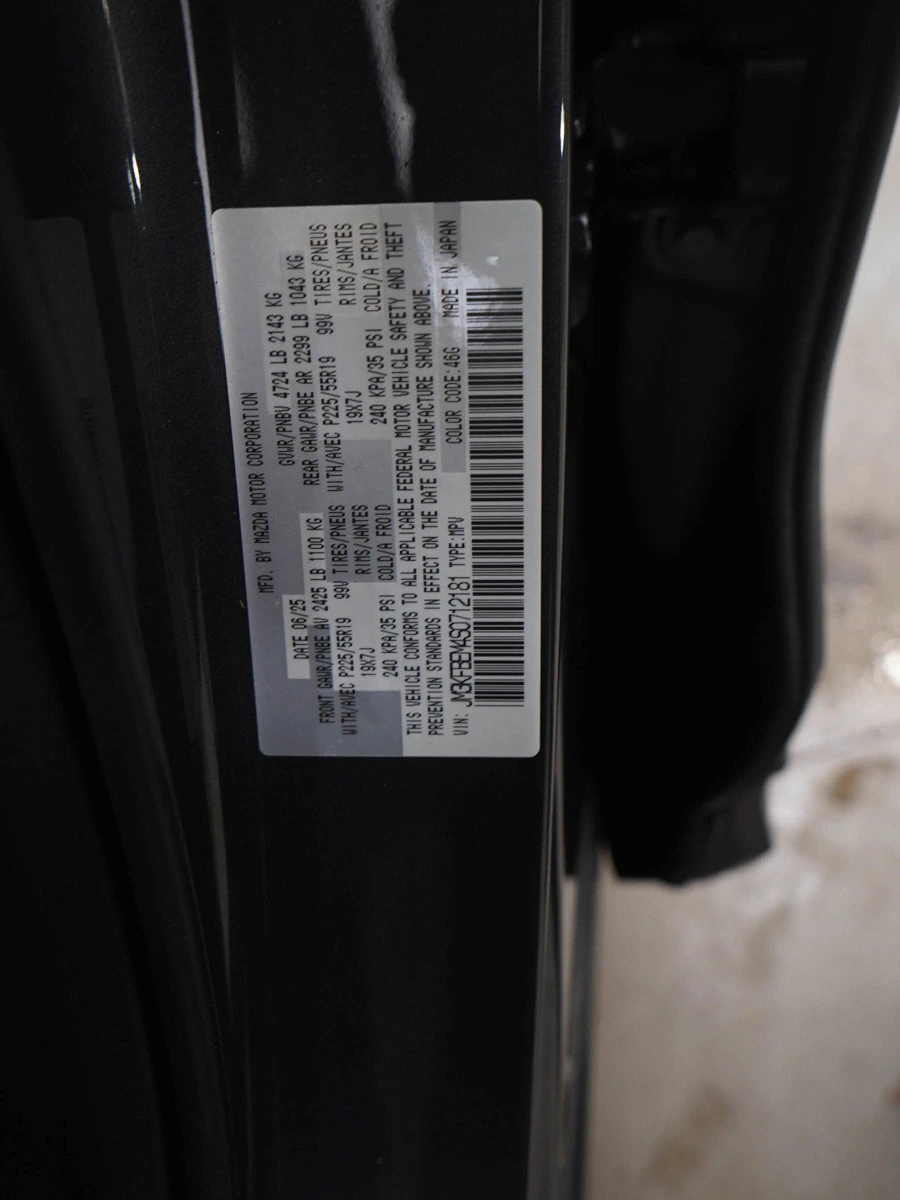 MFD. BY MAZDA MOTOR CORPORATION
DATE 06/25 GVWR/PNBV 4724 LB 2143 KG
FRONT GAWR/PNBE AV 2425 LB 1100 KG REAR GAWR/PNBE AR 2299 LB 1043 KG
WITH/AVEC P225/55R19 99V TIRES/PNEUS WITH/AVEC P225/55R19 99V TIRES/PNEUS
19X7J RIMS/JANTES 19X7J RIMS/JANTES
240 KPA/35 PSI COLD/A FROID 240 KPA/35 PSI COLD/A FROID
THIS VEHICLE CONFORMS TO ALL APPLICABLE FEDERAL MOTOR VEHICLE SAFETY AND THEFT
PREVENTION STANDARDS IN EFFECT ON THE DATE OF MANUFACTURE SHOWN ABOVE.
VIN: JM3KFBEM4S0712181 TYPE:MPV COLOR CODE:46G MADE IN JAPAN